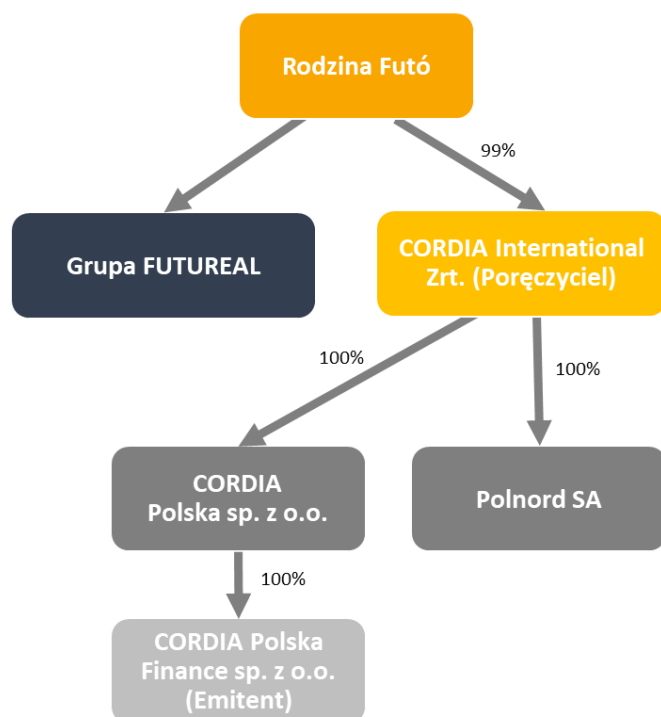 Rodzina Futó
99%
Grupa FUTUREAL
CORDIA International
Zrt. (Poręczyciel)
100%
100%
CORDIA
Polska sp. z o.o.
Polnord SA
100%
CORDIA Polska
Finance sp. z o.o.
(Emitent)